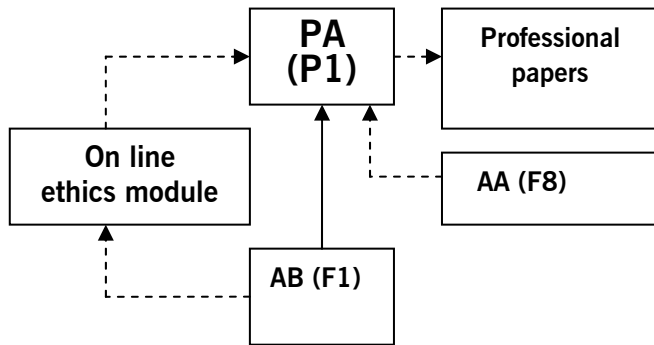 PA
(P1)
Professional
papers
On line
ethics module
AA (F8)
AB (F1)